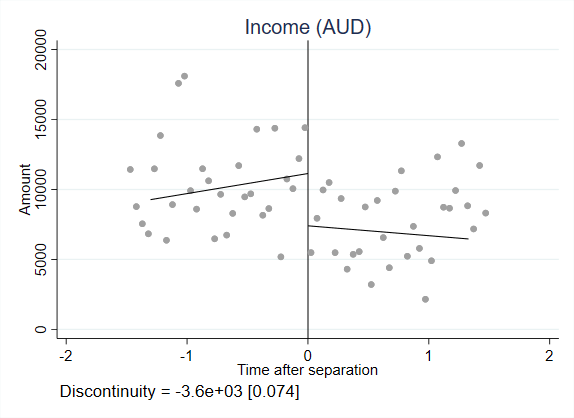 Income (AUD)
Amount
20000
15000
10000
5000
0
-2
-1
0
1
2
Time after separation
Discontinuity = -3.6e+03 [0.074]